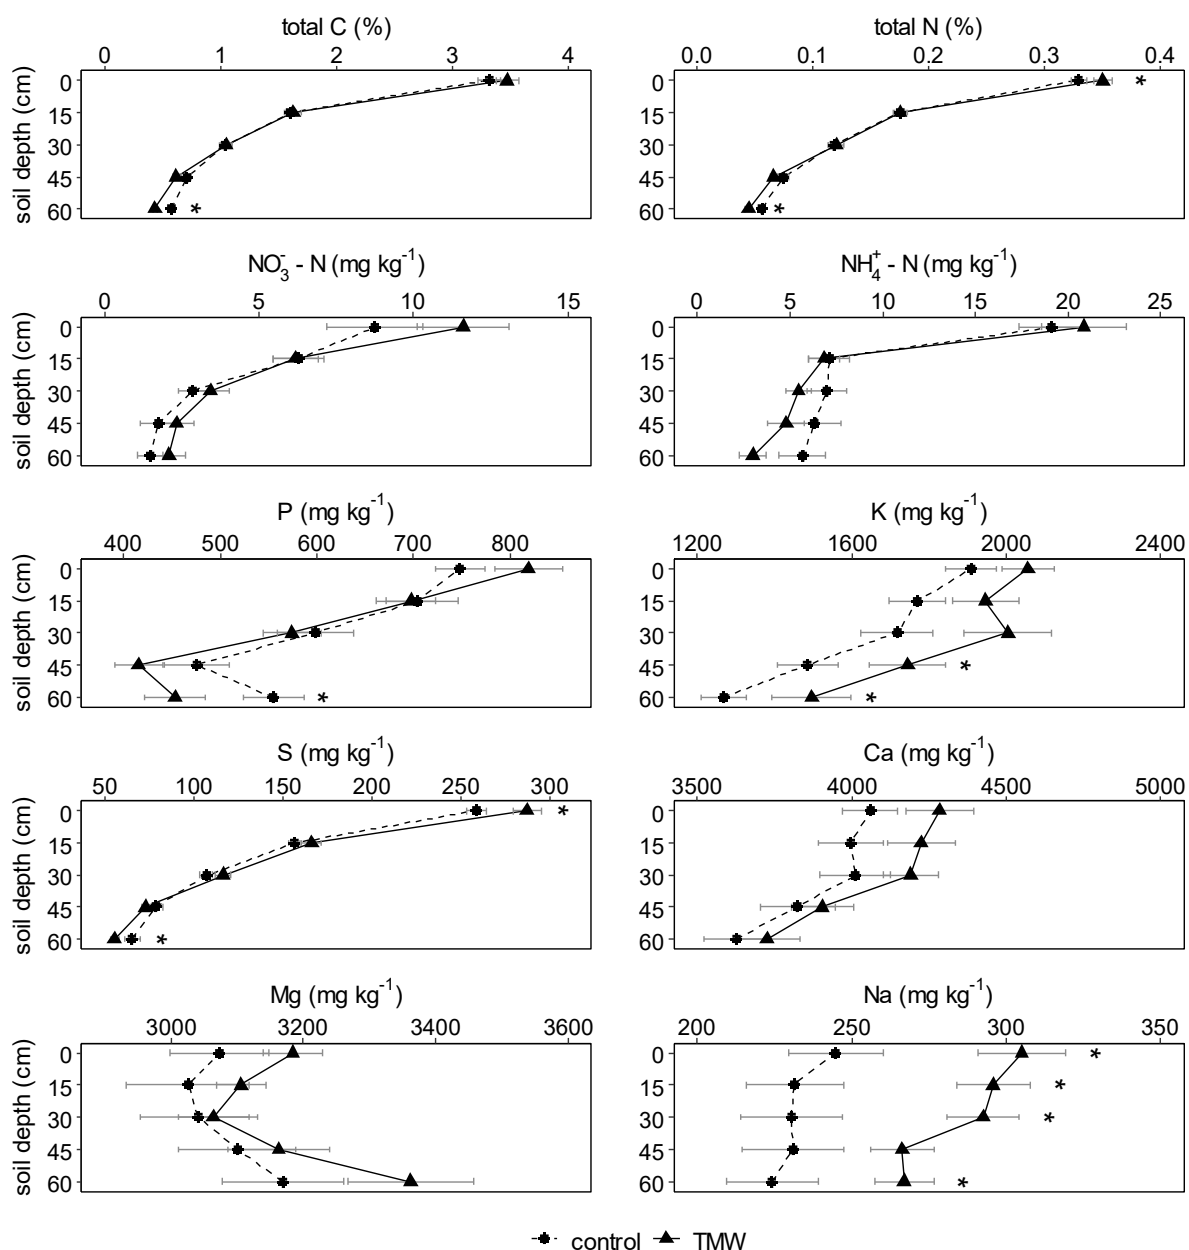 total C (%)
0 1 2 3 4
soil depth (cm)
0
15
30
45
60
*
total N (%)
0.0 0.1 0.2 0.3 0.4
*
*
NO₃⁻ - N (mg kg⁻¹)
0 5 10 15
soil depth (cm)
0
15
30
45
60
NH₄⁺ - N (mg kg⁻¹)
0 5 10 15 20 25
P (mg kg⁻¹)
400 500 600 700 800
soil depth (cm)
0
15
30
45
60
*
K (mg kg⁻¹)
1200 1600 2000 2400
*
*
S (mg kg⁻¹)
50 100 150 200 250 300
soil depth (cm)
0
15
30
45
60
*
*
Ca (mg kg⁻¹)
3500 4000 4500 5000
Mg (mg kg⁻¹)
3000 3200 3400 3600
soil depth (cm)
0
15
30
45
60
Na (mg kg⁻¹)
200 250 300 350
*
*
*
*
control TMW